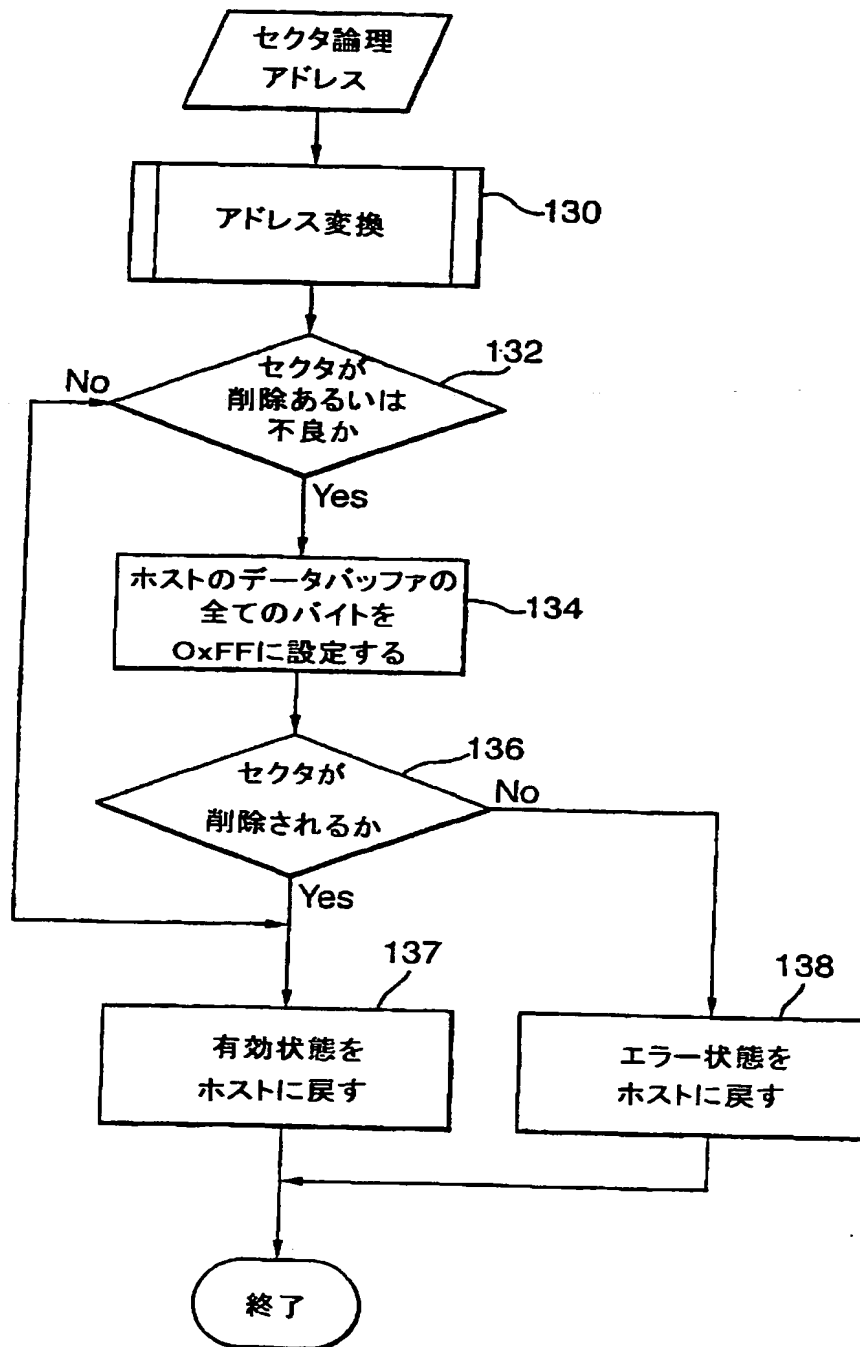 セクタ論理
アドレス
アドレス変換
130
セクタが
削除あるいは
不良か
132
No
Yes
ホストのデータバッファの
全てのバイトを
0xFFに設定する
134
セクタが
削除されるか
136
No
Yes
137
有効状態を
ホストに戻す
138
エラー状態を
ホストに戻す
終了